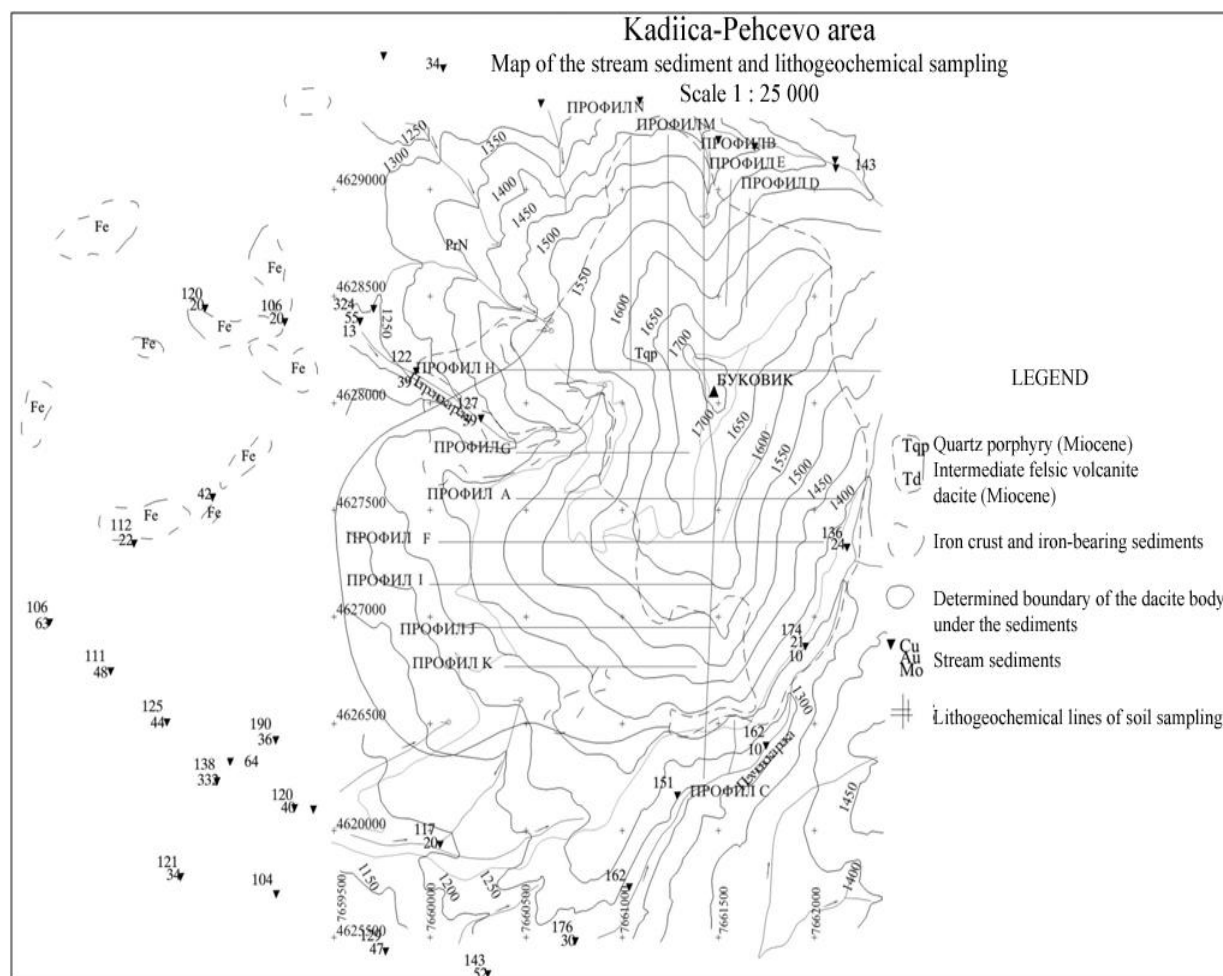 Kadiica-Pehcevo area
Map of the stream sediment and lithogeochemical sampling
Scale 1 : 25 000
34
ПРОФИЛ N
ПРОФИЛ M
ПРОФИЛ B
ПРОФИЛ E
ПРОФИЛ D
143
1250
1300
1350
1400
1450
1500
1550
1600
1650
1700
4629000
PrN
Fe
Fe
4628500
120
20
106
20
324
55
13
1250
Fe
Fe
Fe
Tqp
122
39
ПРОФИЛ H
БУКОВИК
Fe
4628000
127
39
1700
1650
1600
1550
1500
1450
1400
ПРОФИЛ G
42
ПРОФИЛ A
4627500
Fe
Fe
112
22
ПРОФИЛ F
136
24
ПРОФИЛ I
4627000
106
63
ПРОФИЛ J
174
21
10
111
48
ПРОФИЛ K
1300
125
44
4626500
190
36
162
10
138
333
64
151
ПРОФИЛ C
120
40
1450
4620000
117
20
121
34
104
162
1400
1150
1200
1250
7659500
7660000
7660500
7661000
7661500
7662000
4625500
129
47
176
30
143
52
LEGEND
Tqp Quartz porphyry (Miocene)
Td Intermediate felsic volcanite
dacite (Miocene)
Iron crust and iron-bearing sediments
Determined boundary of the dacite body
under the sediments
Cu
Au
Mo
Stream sediments
Lithogeochemical lines of soil sampling